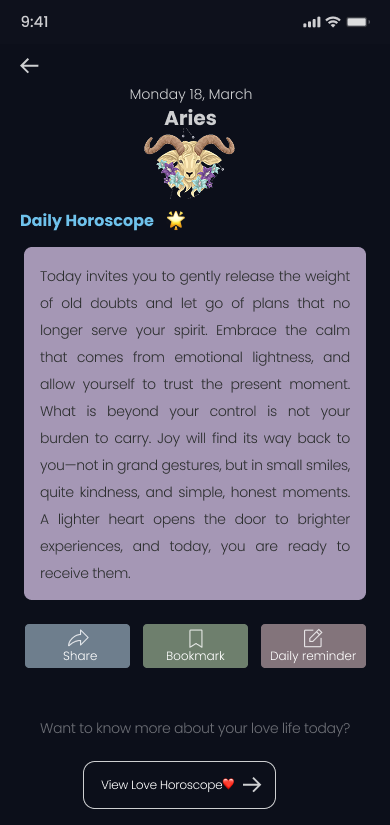 9:41
Monday 18, March
Aries
Daily Horoscope 🌟
Today invites you to gently release the weight
of old doubts and let go of plans that no
longer serve your spirit. Embrace the calm
that comes from emotional lightness, and
allow yourself to trust the present moment.
What is beyond your control is not your
burden to carry. Joy will find its way back to
you—not in grand gestures, but in small smiles,
quite kindness, and simple, honest moments.
A lighter heart opens the door to brighter
experiences, and today, you are ready to
receive them.
Share
Bookmark
Daily reminder
Want to know more about your love life today?
View Love Horoscope❤️